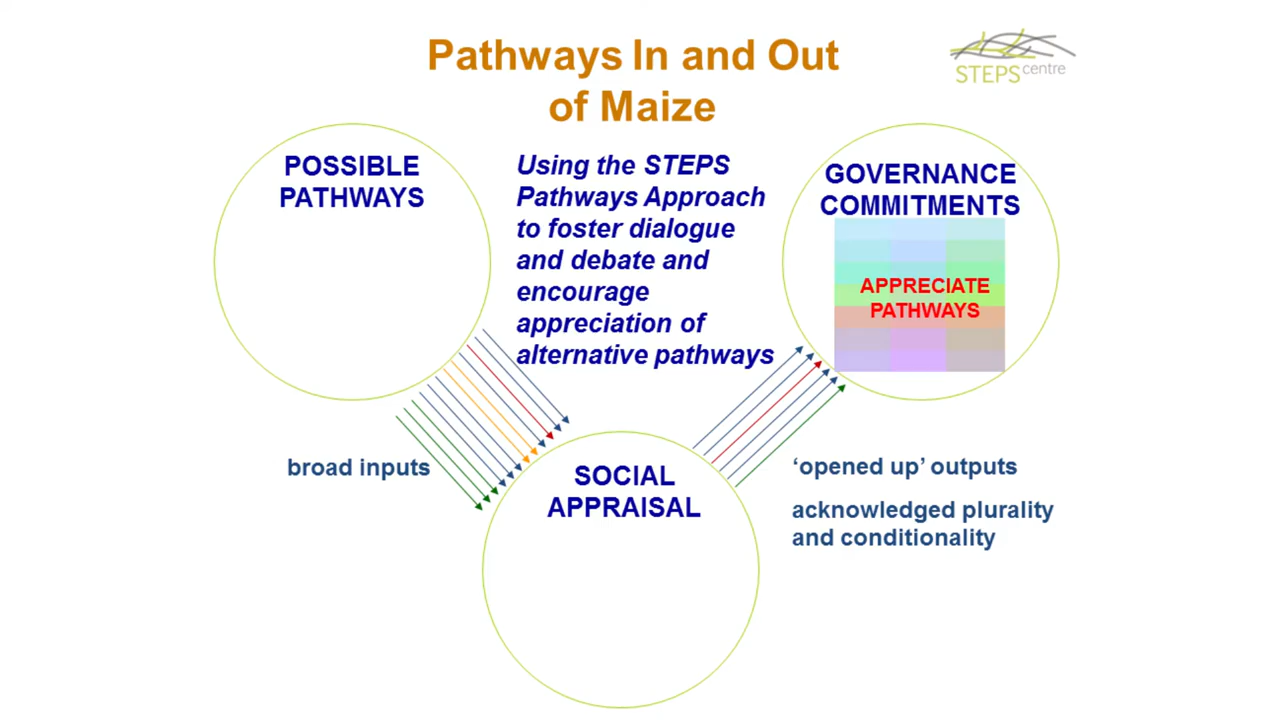 Pathways In and Out
of Maize
STEPS centre
POSSIBLE
PATHWAYS
Using the STEPS
Pathways Approach
to foster dialogue
and debate and
encourage
appreciation of
alternative pathways
GOVERNANCE
COMMITMENTS
APPRECIATE
PATHWAYS
broad inputs
SOCIAL
APPRAISAL
‘opened up’ outputs
acknowledged plurality
and conditionality